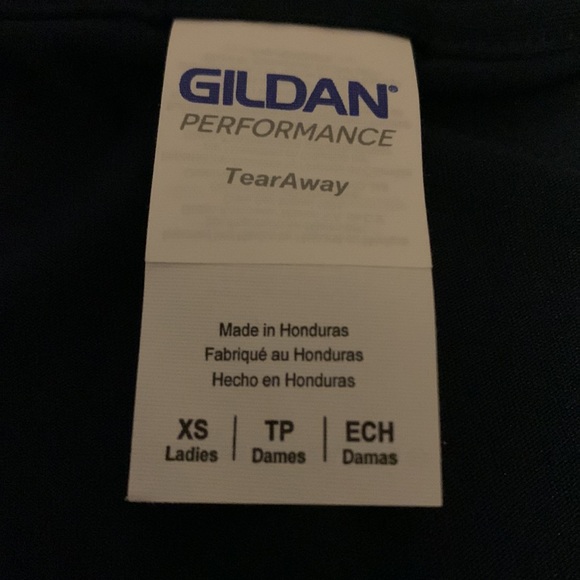 GILDAN®
PERFORMANCE
TearAway
Made in Honduras
Fabriqué au Honduras
Hecho en Honduras
XS | TP | ECH
Ladies | Dames | Damas